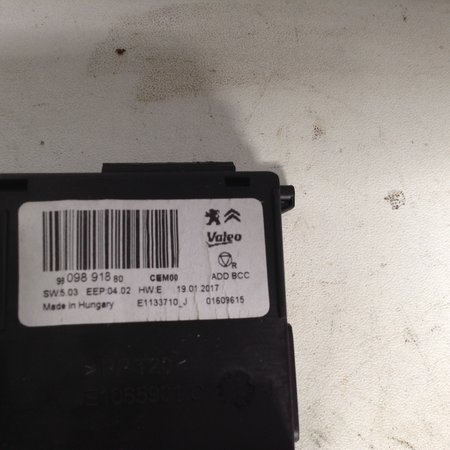 Valeo
R
98 098 918 80 CEM00 ADD BCC
SW:5.03 EEP:04.02 HW:E 19.01.2017
Made in Hungary E1133710_J 01609615